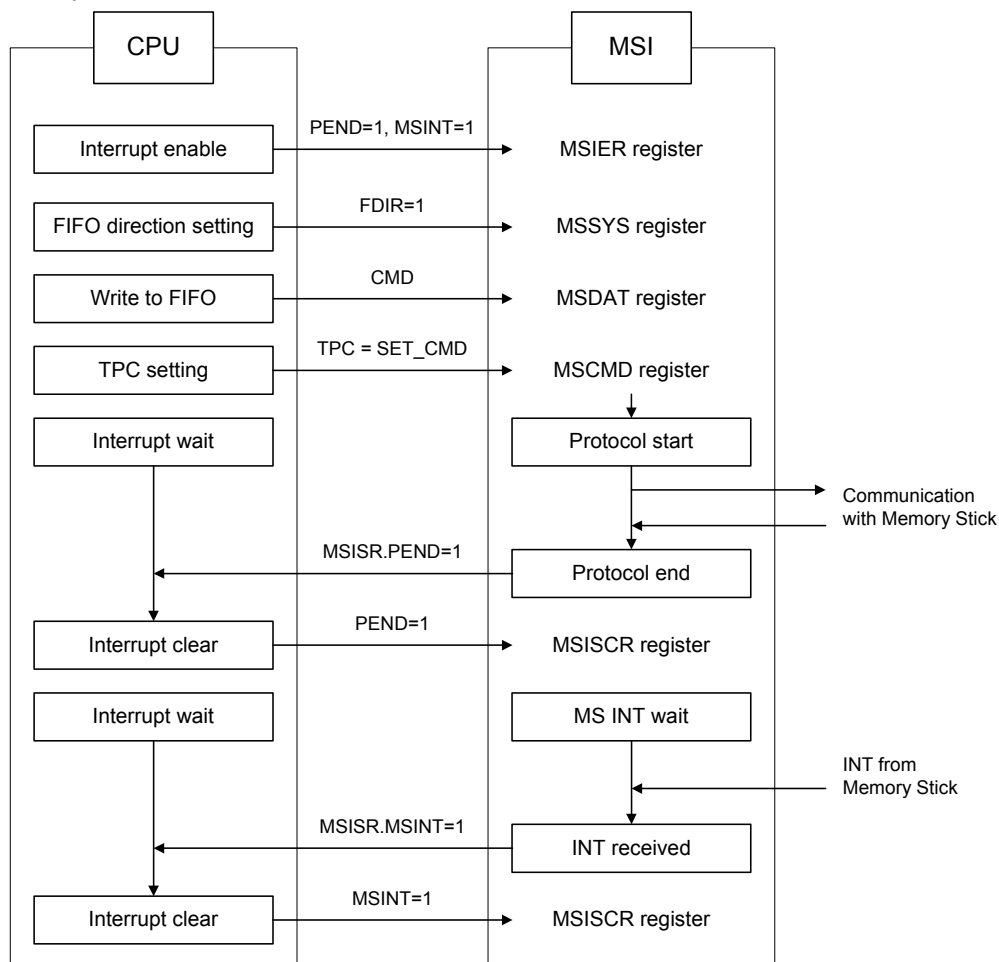 CPU
MSI
PEND=1, MSINT=1
Interrupt enable
MSIER register
FDIR=1
FIFO direction setting
MSSYS register
CMD
Write to FIFO
MSDAT register
TPC = SET_CMD
TPC setting
MSCMD register
Interrupt wait
Protocol start
Communication
with Memory Stick
MSISR.PEND=1
Protocol end
PEND=1
Interrupt clear
MSISCR register
Interrupt wait
MS INT wait
INT from
Memory Stick
MSISR.MSINT=1
INT received
MSINT=1
Interrupt clear
MSISCR register